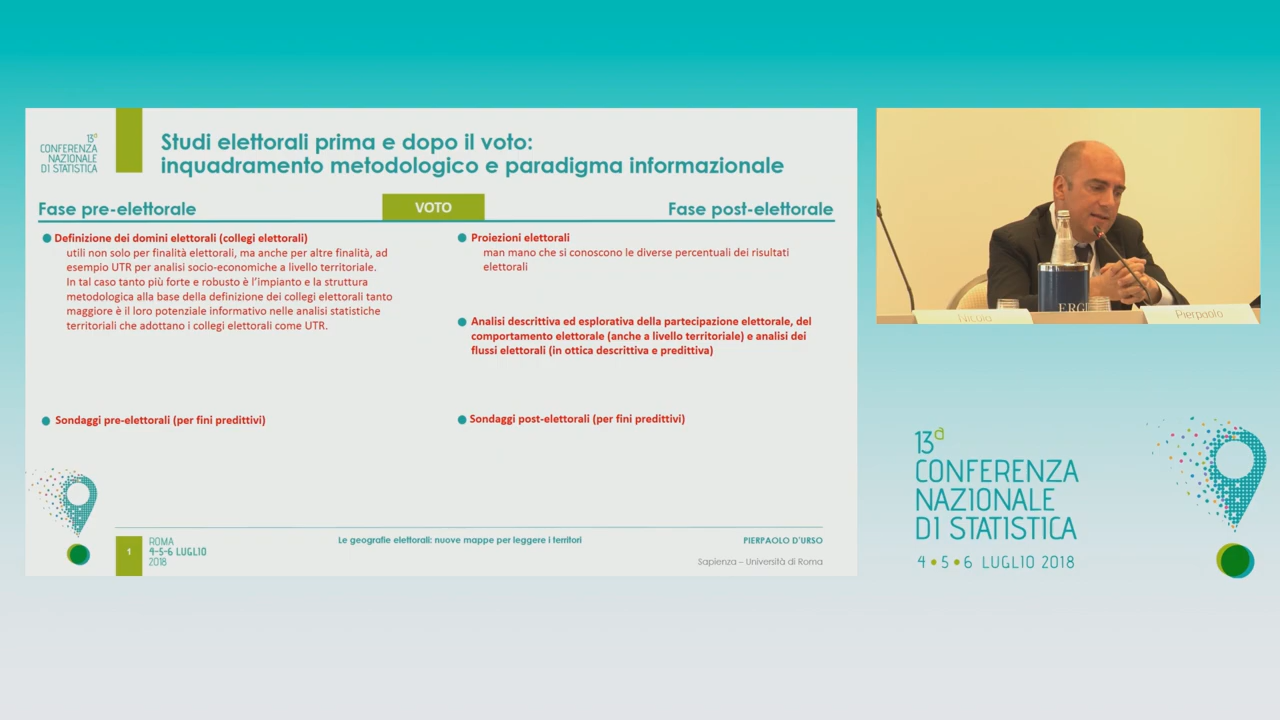 13a
CONFERENZA
NAZIONALE
DI STATISTICA
Studi elettorali prima e dopo il voto:
inquadramento metodologico e paradigma informazionale
Fase pre-elettorale
VOTO
Fase post-elettorale
Definizione dei domini elettorali (collegi elettorali)
utili non solo per finalità elettorali, ma anche per altre finalità, ad
esempio UTR per analisi socio-economiche a livello territoriale.
In tal caso tanto più forte e robusto è l'impianto e la struttura
metodologica alla base della definizione dei collegi elettorali tanto
maggiore è il loro potenziale informativo nelle analisi statistiche
territoriali che adottano i collegi elettorali come UTR.
Sondaggi pre-elettorali (per fini predittivi)
Proiezioni elettorali
man mano che si conoscono le diverse percentuali dei risultati
elettorali
Analisi descrittiva ed esplorativa della partecipazione elettorale, del
comportamento elettorale (anche a livello territoriale) e analisi dei
flussi elettorali (in ottica descrittiva e predittiva)
Sondaggi post-elettorali (per fini predittivi)
1
ROMA
4-5-6 LUGLIO
2018
Le geografie elettorali: nuove mappe per leggere i territori
PIERPAOLO D'URSO
Sapienza – Università di Roma
Nicola
Pierpaolo
13a
CONFERENZA
NAZIONALE
DI STATISTICA
4 • 5 • 6 LUGLIO 2018